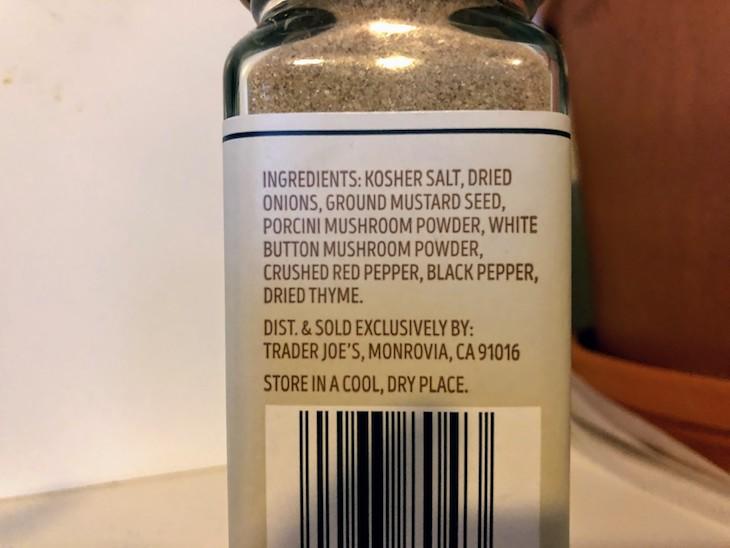 INGREDIENTS: KOSHER SALT, DRIED
ONIONS, GROUND MUSTARD SEED,
PORCINI MUSHROOM POWDER, WHITE
BUTTON MUSHROOM POWDER,
CRUSHED RED PEPPER, BLACK PEPPER,
DRIED THYME.
DIST. & SOLD EXCLUSIVELY BY:
TRADER JOE'S, MONROVIA, CA 91016
STORE IN A COOL, DRY PLACE.